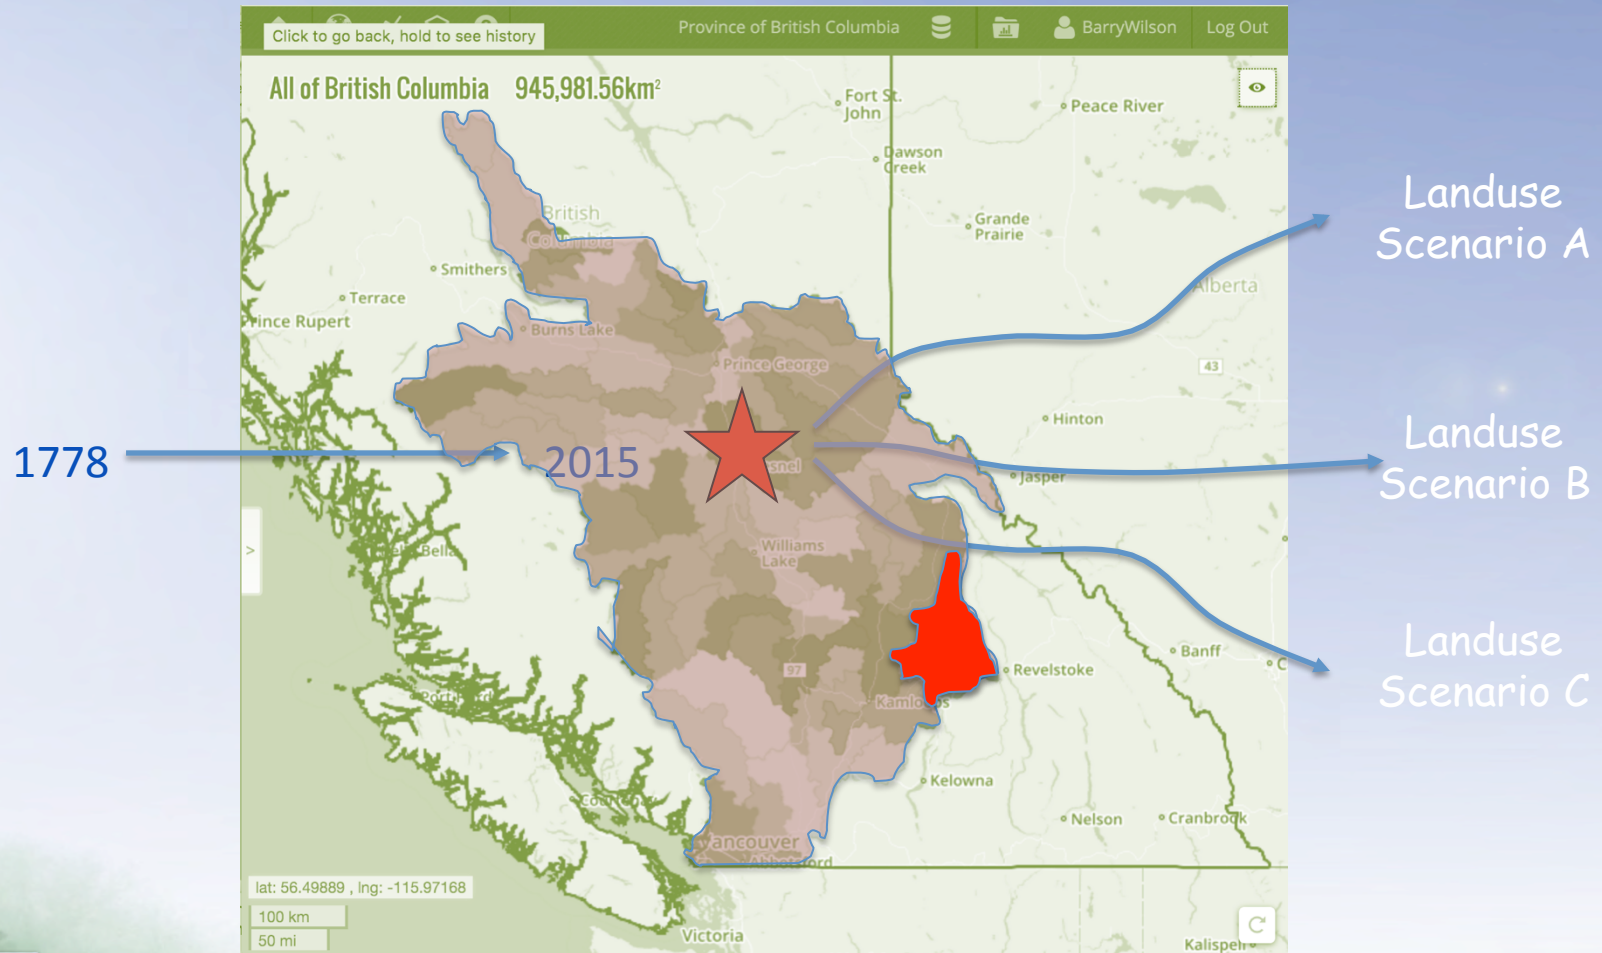 Click to go back, hold to see history
Province of British Columbia
BarryWilson
Log Out
All of British Columbia 945,981.56km²
Fort St.
John
Peace River
Dawson
Creek
British
Columbia
Grande
Prairie
Smithers
Terrace
Prince Rupert
Burns Lake
Alberta
Prince George
43
Hinton
1778
2015
Jasper
Bella
Williams
Lake
97
Revelstoke
Banff
Port
Kamloops
Kelowna
Nelson
Cranbrook
Courtenay
Vancouver
Abbotsford
Victoria
Kalispell
lat: 56.49889 , lng: -115.97168
100 km
50 mi
Landuse
Scenario A
Landuse
Scenario B
Landuse
Scenario C